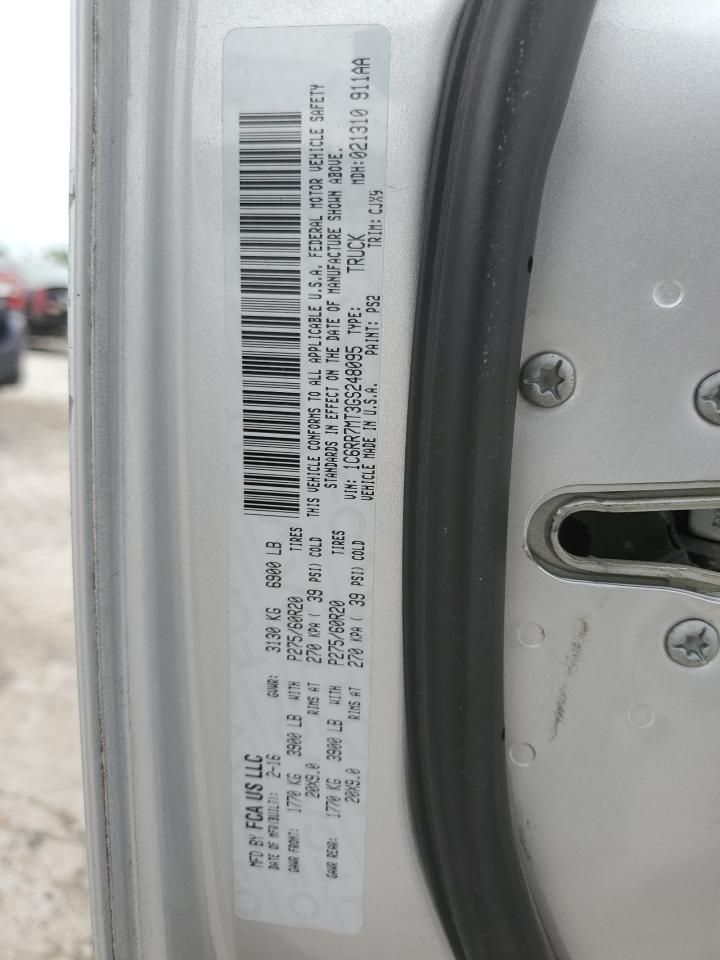 MFD BY FCA US LLC
DATE OF MFR(BUILT): 2-16 GVWR: 3130 KG 6900 LB
GAWR FRONT: 1770 KG 3900 LB WITH P275/60R20 TIRES
20X9.0 RIMS AT 270 KPA ( 39 PSI) COLD
GAWR REAR: 1770 KG 3900 LB WITH P275/60R20 TIRES
20X9.0 RIMS AT 270 KPA ( 39 PSI) COLD
THIS VEHICLE CONFORMS TO ALL APPLICABLE U.S.A. FEDERAL MOTOR VEHICLE SAFETY
STANDARDS IN EFFECT ON THE DATE OF MANUFACTURE SHOWN ABOVE.
VIN: 1C6RR7MT3GS248095 TYPE: TRUCK MDH:021310 911AA
VEHICLE MADE IN U.S.A. PAINT: PS2 TRIM: CJX9